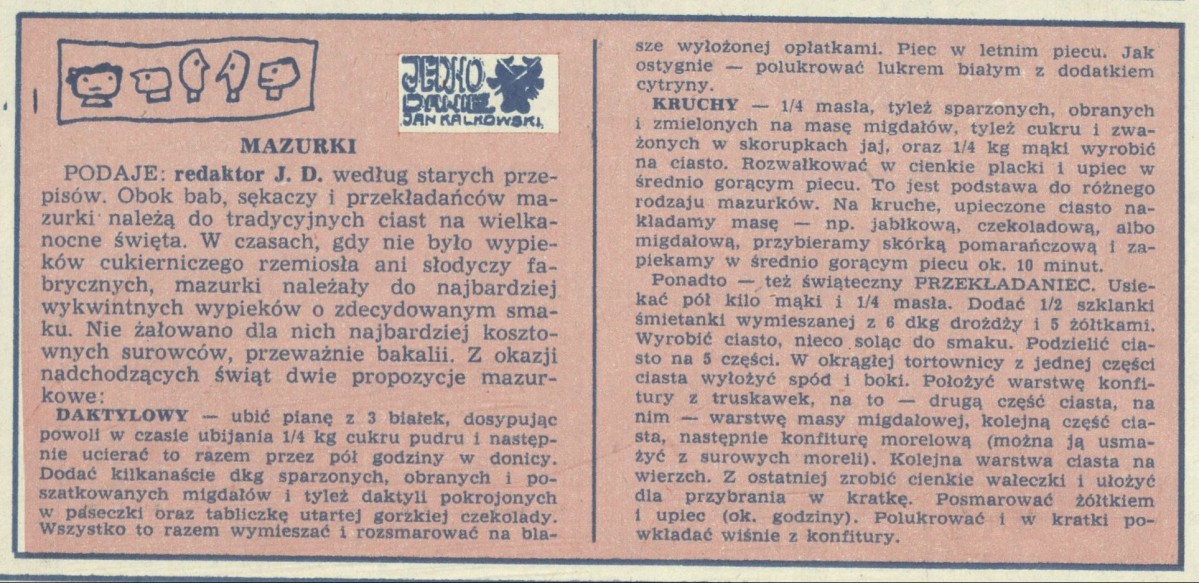 JEDNO
DANIE
JAN KALKOWSKI
MAZURKI
PODAJE: redaktor J. D. według starych prze-
pisów. Obok bab, sękaczy i przekładańców ma-
zurki należą do tradycyjnych ciast na wielka-
nocne święta. W czasach, gdy nie było wypie-
ków cukierniczego rzemiosła ani słodyczy fa-
brycznych, mazurki należały do najbardziej
wykwintnych wypieków o zdecydowanym sma-
ku. Nie żałowano dla nich najbardziej koszto-
wnych surowców, przeważnie bakalii. Z okazji
nadchodzących świąt dwie propozycje mazur-
kowe:
DAKTYLOWY — ubić pianę z 3 białek, dosypując
powoli w czasie ubijania 1/4 kg cukru pudru i następ-
nie ucierać to razem przez pół godziny w donicy.
Dodać kilkanaście dkg sparzonych, obranych i po-
szatkowanych migdałów i tyleż daktyli pokrojonych
w paseczki oraz tabliczkę utartej gorzkiej czekolady.
Wszystko to razem wymieszać i rozsmarować na bla-
sze wyłożonej opłatkami. Piec w letnim piecu. Jak
ostygnie — polukrować lukrem białym z dodatkiem
cytryny.
KRUCHY — 1/4 masła, tyleż sparzonych, obranych
i zmielonych na masę migdałów, tyleż cukru i zwa-
żonych w skorupkach jaj, oraz 1/4 kg mąki wyrobić
na ciasto. Rozwałkować w cienkie placki i upiec w
średnio gorącym piecu. To jest podstawa do różnego
rodzaju mazurków. Na kruche, upieczone ciasto na-
kładamy masę — np. jabłkową, czekoladową, albo
migdałową, przybieramy skórką pomarańczową i za-
piekamy w średnio gorącym piecu ok. 10 minut.
Ponadto — też świąteczny PRZEKŁADANIEC. Usie-
kać pół kilo mąki i 1/4 masła. Dodać 1/2 szklanki
śmietanki wymieszanej z 6 dkg drożdży i 5 żółtkami.
Wyrobić ciasto, nieco soląc do smaku. Podzielić cia-
sto na 5 części. W okrągłej tortownicy z jednej części
ciasta wyłożyć spód i boki. Położyć warstwę konfi-
tury z truskawek, na to — drugą część ciasta, na
nim — warstwę masy migdałowej, kolejną część cia-
sta, następnie konfiturę morelową (można ją usma-
żyć z surowych moreli). Kolejna warstwa ciasta na
wierzch. Z ostatniej zrobić cienkie wałeczki i ułożyć
dla przybrania w kratkę. Posmarować żółtkiem
i upiec (ok. godziny). Polukrować i w kratki po-
wkładać wiśnie z konfitury.